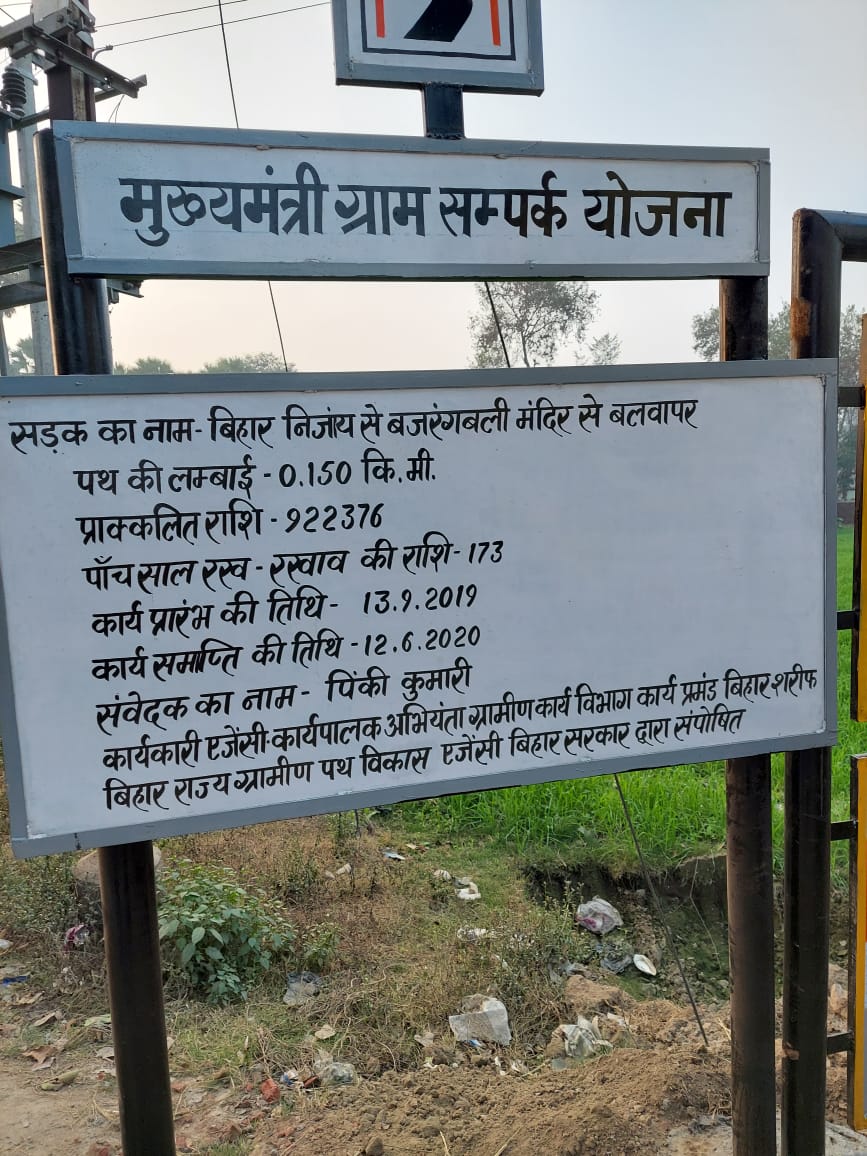 मुख्यमंत्री ग्राम सम्पर्क योजना
सड़क का नाम - बिहार निजांय से बजरंगबली मंदिर से बलवापर
पथ की लम्बाई - 0.150 कि.मी.
प्राक्कलित राशि - 922376
पाँच साल रख - रखाव की राशि - 173
कार्य प्रारंभ की तिथि - 13.9.2019
कार्य समाप्ति की तिथि - 12.6.2020
संवेदक का नाम - पिंकी कुमारी
कार्यकारी एजेंसी-कार्यपालक अभियंता ग्रामीण कार्य विभाग कार्य प्रमंड बिहार शरीफ
बिहार राज्य ग्रामीण पथ विकास एजेंसी बिहार सरकार द्वारा संपोषित